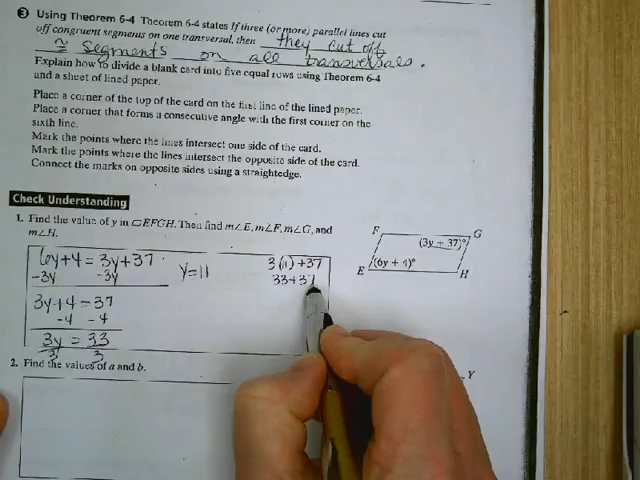 3 Using Theorem 6-4 Theorem 6-4 states If three (or more) parallel lines cut
off congruent segments on one transversal, then they cut off
≅ segments on all transversals.
Explain how to divide a blank card into five equal rows using Theorem 6-4
and a sheet of lined paper.
Place a corner of the top of the card on the first line of the lined paper.
Place a corner that forms a consecutive angle with the first corner on the
sixth line.
Mark the points where the lines intersect one side of the card.
Mark the points where the lines intersect the opposite side of the card.
Connect the marks on opposite sides using a straightedge.
Check Understanding
1. Find the value of y in ▱EFGH. Then find m∠E, m∠F, m∠G, and
m∠H.
6y+4 = 3y+37
-3y -3y
3y+4 = 37
-4 -4
3y = 33
3 3
y=11
3(11)+37
33+37
F G
(3y + 37)°
(6y + 4)°
E H
2. Find the values of a and b.
Y